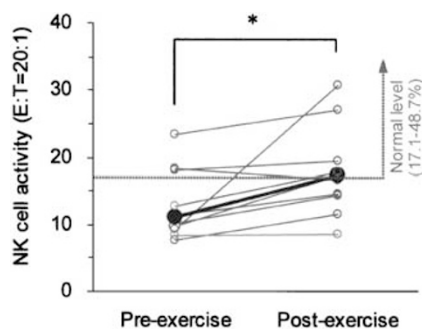 *
NK cell activity (E:T=20:1)
40
30
20
10
0
Normal level
(17.1-48.7%)
Pre-exercise Post-exercise